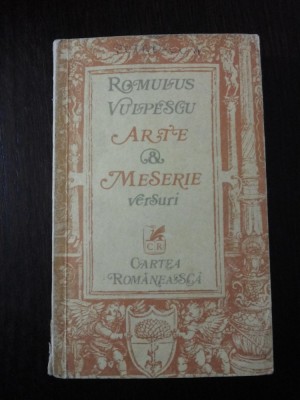 Romulus
Vulpescu
Arte
&
Meserie
versuri
CR
Cartea
Românească